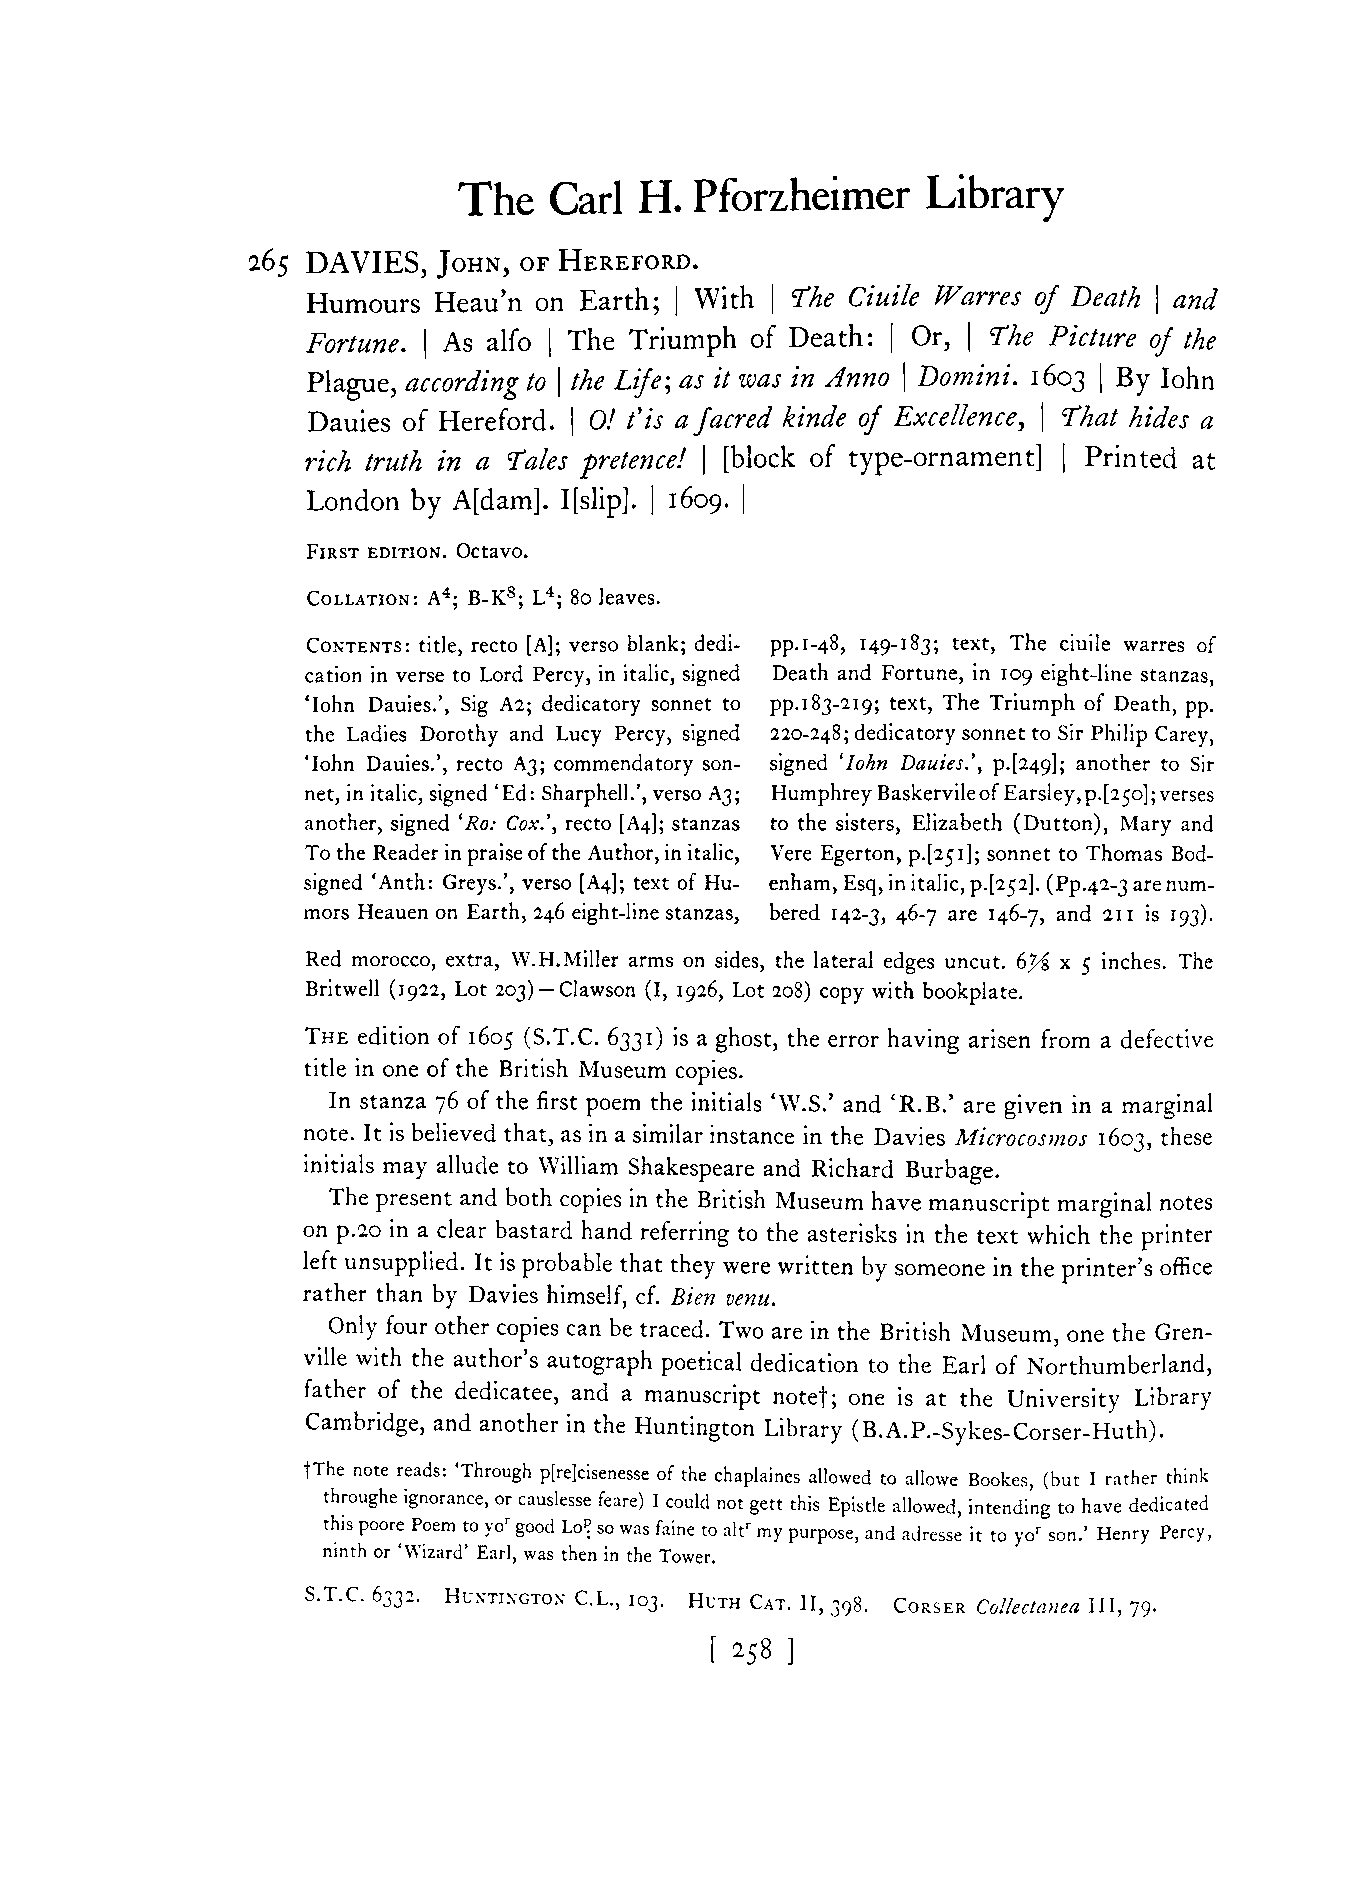 The Carl H. Pforzheimer Library
265 DAVIES, John, of Hereford.
Humours Heau'n on Earth; | With | The Ciuile Warres of Death | and
Fortune. | As alſo | The Triumph of Death: | Or, | The Picture of the
Plague, according to | the Life; as it was in Anno | Domini. 1603 | By Iohn
Dauies of Hereford. | O! t'is a ſacred kinde of Excellence, | That hides a
rich truth in a Tales pretence! | [block of type-ornament] | Printed at
London by A[dam]. I[slip]. | 1609. |
First edition. Octavo.
Collation: A⁴; B-K⁸; L⁴; 80 leaves.
Contents: title, recto [A]; verso blank; dedi-
cation in verse to Lord Percy, in italic, signed
'Iohn Dauies.', Sig A2; dedicatory sonnet to
the Ladies Dorothy and Lucy Percy, signed
'Iohn Dauies.', recto A3; commendatory son-
net, in italic, signed 'Ed: Sharphell.', verso A3;
another, signed 'Ro: Cox.', recto [A4]; stanzas
To the Reader in praise of the Author, in italic,
signed 'Anth: Greys.', verso [A4]; text of Hu-
mors Heauen on Earth, 246 eight-line stanzas,
pp.1-48, 149-183; text, The ciuile warres of
Death and Fortune, in 109 eight-line stanzas,
pp.183-219; text, The Triumph of Death, pp.
220-248; dedicatory sonnet to Sir Philip Carey,
signed 'Iohn Dauies.', p.[249]; another to Sir
Humphrey Baskervile of Earsley, p.[250]; verses
to the sisters, Elizabeth (Dutton), Mary and
Vere Egerton, p.[251]; sonnet to Thomas Bod-
enham, Esq, in italic, p.[252]. (Pp.42-3 are num-
bered 142-3, 46-7 are 146-7, and 211 is 193).
Red morocco, extra, W.H.Miller arms on sides, the lateral edges uncut. 6⅞ x 5 inches. The
Britwell (1922, Lot 203)—Clawson (I, 1926, Lot 208) copy with bookplate.
The edition of 1605 (S.T.C. 6331) is a ghost, the error having arisen from a defective
title in one of the British Museum copies.
In stanza 76 of the first poem the initials 'W.S.' and 'R.B.' are given in a marginal
note. It is believed that, as in a similar instance in the Davies Microcosmos 1603, these
initials may allude to William Shakespeare and Richard Burbage.
The present and both copies in the British Museum have manuscript marginal notes
on p.20 in a clear bastard hand referring to the asterisks in the text which the printer
left unsupplied. It is probable that they were written by someone in the printer's office
rather than by Davies himself, cf. Bien venu.
Only four other copies can be traced. Two are in the British Museum, one the Gren-
ville with the author's autograph poetical dedication to the Earl of Northumberland,
father of the dedicatee, and a manuscript note†; one is at the University Library
Cambridge, and another in the Huntington Library (B.A.P.-Sykes-Corser-Huth).
†The note reads: 'Through p[re]cisenesse of the chaplaines allowed to allowe Bookes, (but I rather think
throughe ignorance, or causlesse feare) I could not gett this Epistle allowed, intending to have dedicated
this poore Poem to yoʳ good Loᵖ: so was faine to altʳ my purpose, and adresse it to yoʳ son.' Henry Percy,
ninth or 'Wizard' Earl, was then in the Tower.
S.T.C. 6332. Huntington C.L., 103. Huth Cat. II, 398. Corser Collectanea III, 79.
[ 258 ]